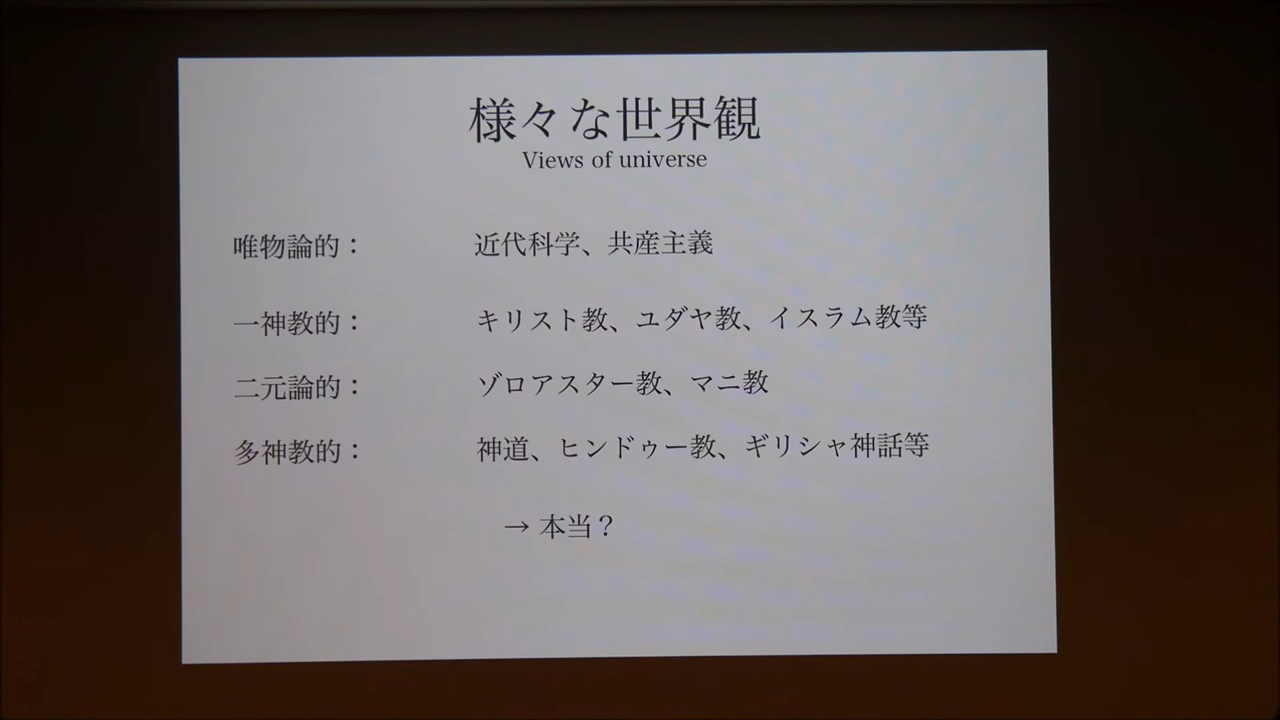 様々な世界観
Views of universe
唯物論的： 近代科学、共産主義
一神教的： キリスト教、ユダヤ教、イスラム教等
二元論的： ゾロアスター教、マニ教
多神教的： 神道、ヒンドゥー教、ギリシャ神話等
→ 本当？